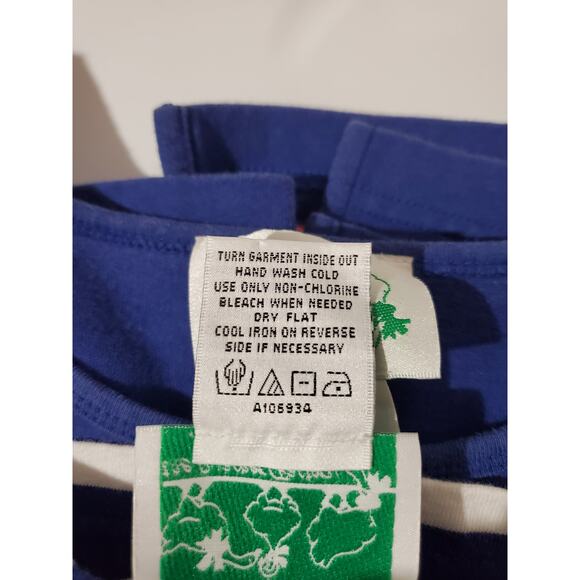 TURN GARMENT INSIDE OUT
HAND WASH COLD
USE ONLY NON-CHLORINE
BLEACH WHEN NEEDED
DRY FLAT
COOL IRON ON REVERSE
SIDE IF NECESSARY
A106934